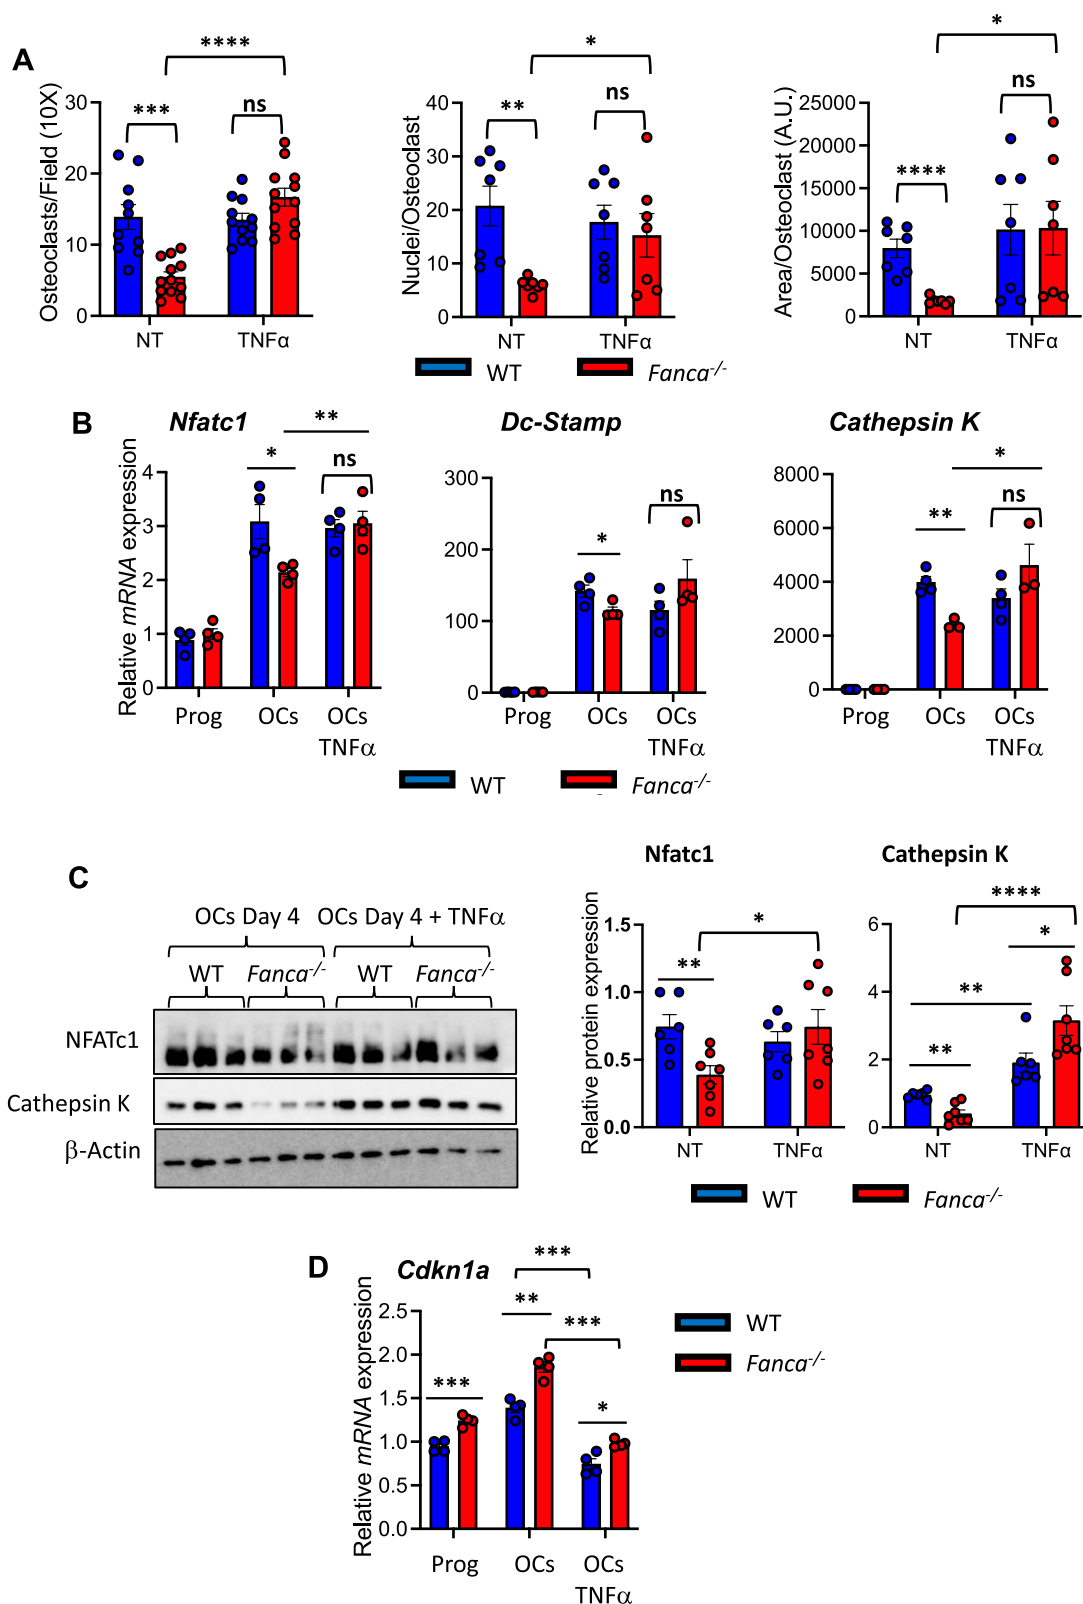 A
Osteoclasts/Field (10X)
30
20
10
0
***
****
ns
NT
TNFα
Nuclei/Osteoclast
40
30
20
10
0
**
*
ns
NT
TNFα
Area/Osteoclast (A.U.)
25000
20000
15000
10000
5000
0
****
*
ns
NT
TNFα
WT
Fanca-/-
B
Nfatc1
Relative mRNA expression
4
3
2
1
0
*
**
ns
Prog
OCs
OCs
TNFα
Dc-Stamp
300
200
100
0
*
ns
Prog
OCs
OCs
TNFα
Cathepsin K
8000
6000
4000
2000
0
**
*
ns
Prog
OCs
OCs
TNFα
WT
Fanca-/-
C
OCs Day 4
OCs Day 4 + TNFα
WT
Fanca-/-
WT
Fanca-/-
NFATc1
Cathepsin K
β-Actin
Nfatc1
Relative protein expression
1.5
1.0
0.5
0.0
**
*
NT
TNFα
Cathepsin K
6
4
2
0
**
**
*
****
NT
TNFα
WT
Fanca-/-
D
Cdkn1a
Relative mRNA expression
2.5
2.0
1.5
1.0
0.5
0.0
***
**
***
***
*
Prog
OCs
OCs
TNFα
WT
Fanca-/-